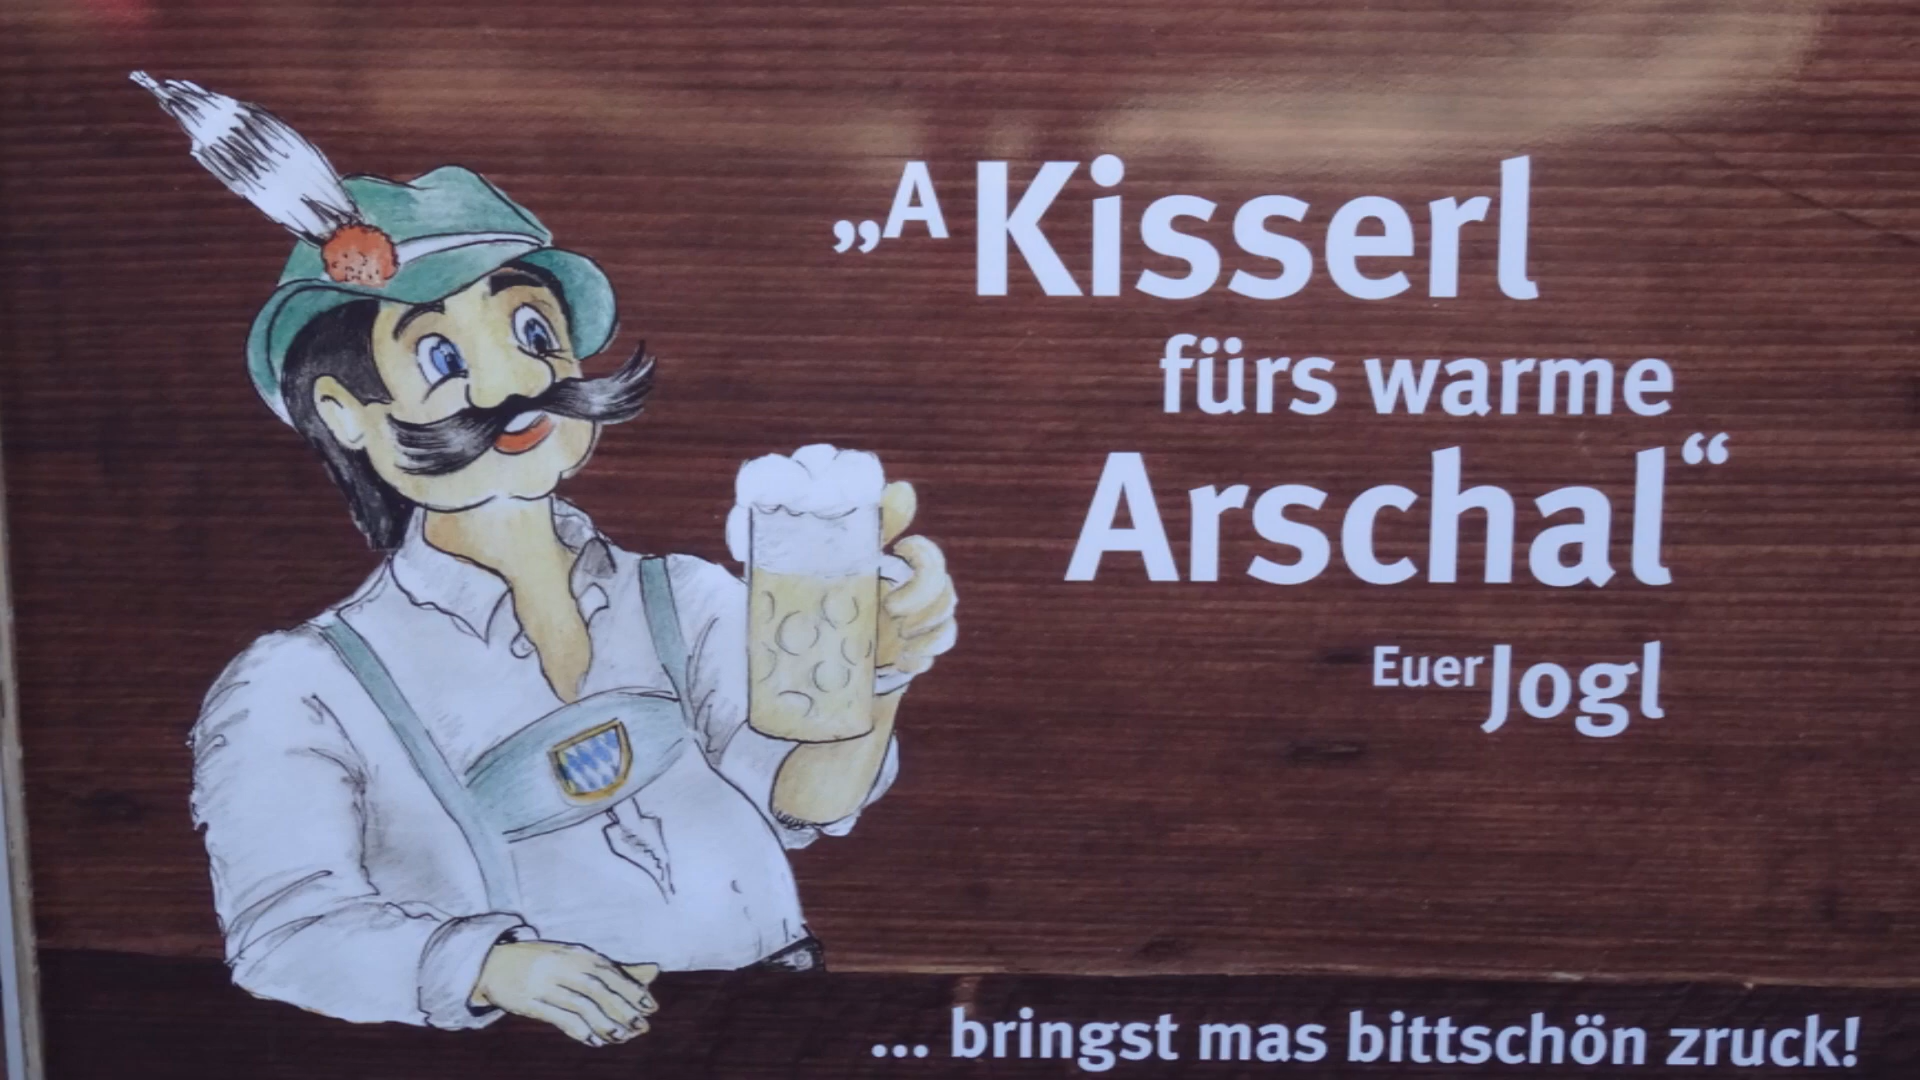 „A Kisserl
fürs warme
Arschal“
Euer Jogl
... bringst mas bittschön zruck!